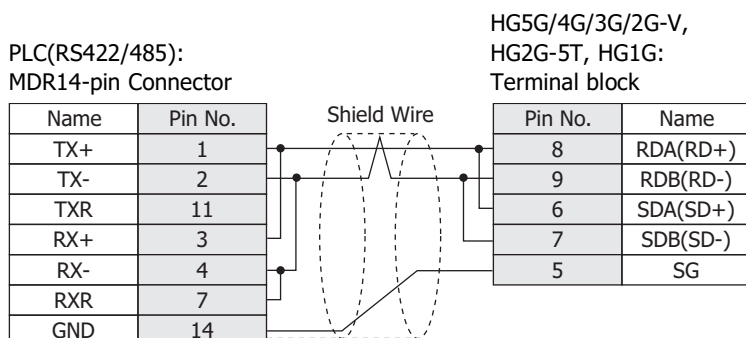 HG5G/4G/3G/2G-V,
PLC(RS422/485): HG2G-5T, HG1G:
MDR14-pin Connector Terminal block
Name Pin No. Shield Wire Pin No. Name
TX+ 1 8 RDA(RD+)
TX- 2 9 RDB(RD-)
TXR 11 6 SDA(SD+)
RX+ 3 7 SDB(SD-)
RX- 4 5 SG
RXR 7
GND 14